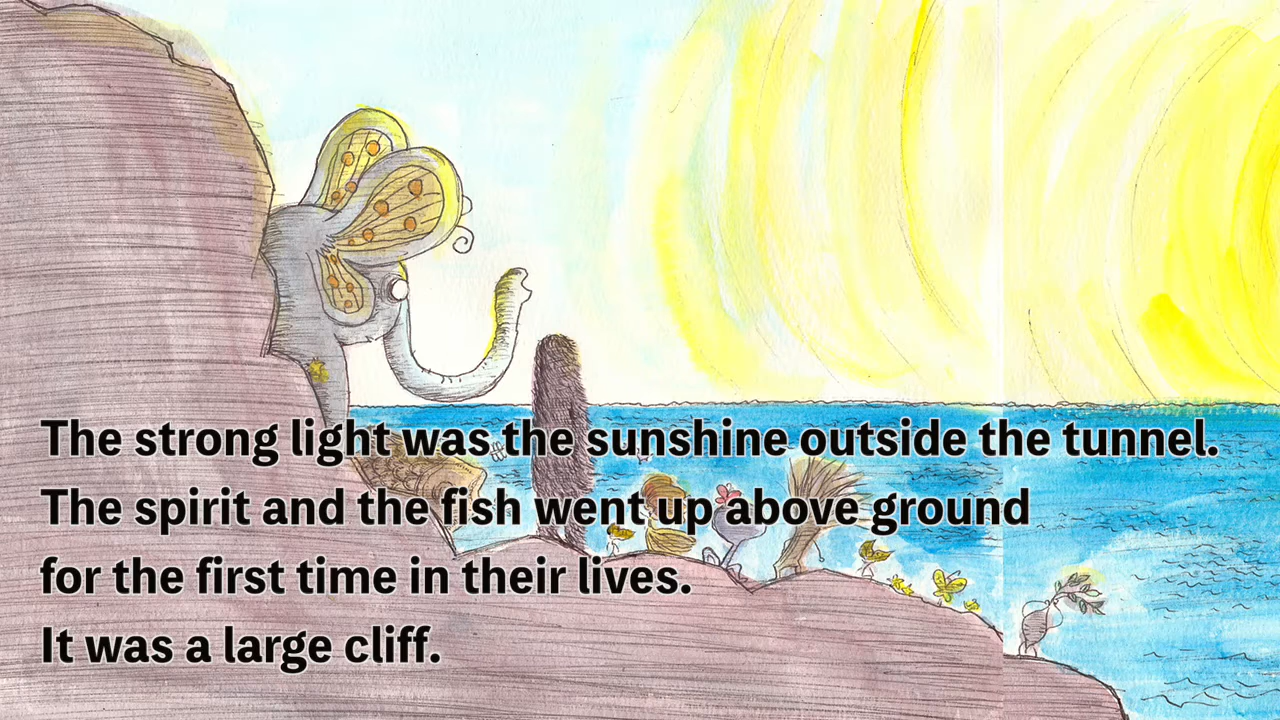 The strong light was the sunshine outside the tunnel.
The spirit and the fish went up above ground
for the first time in their lives.
It was a large cliff.